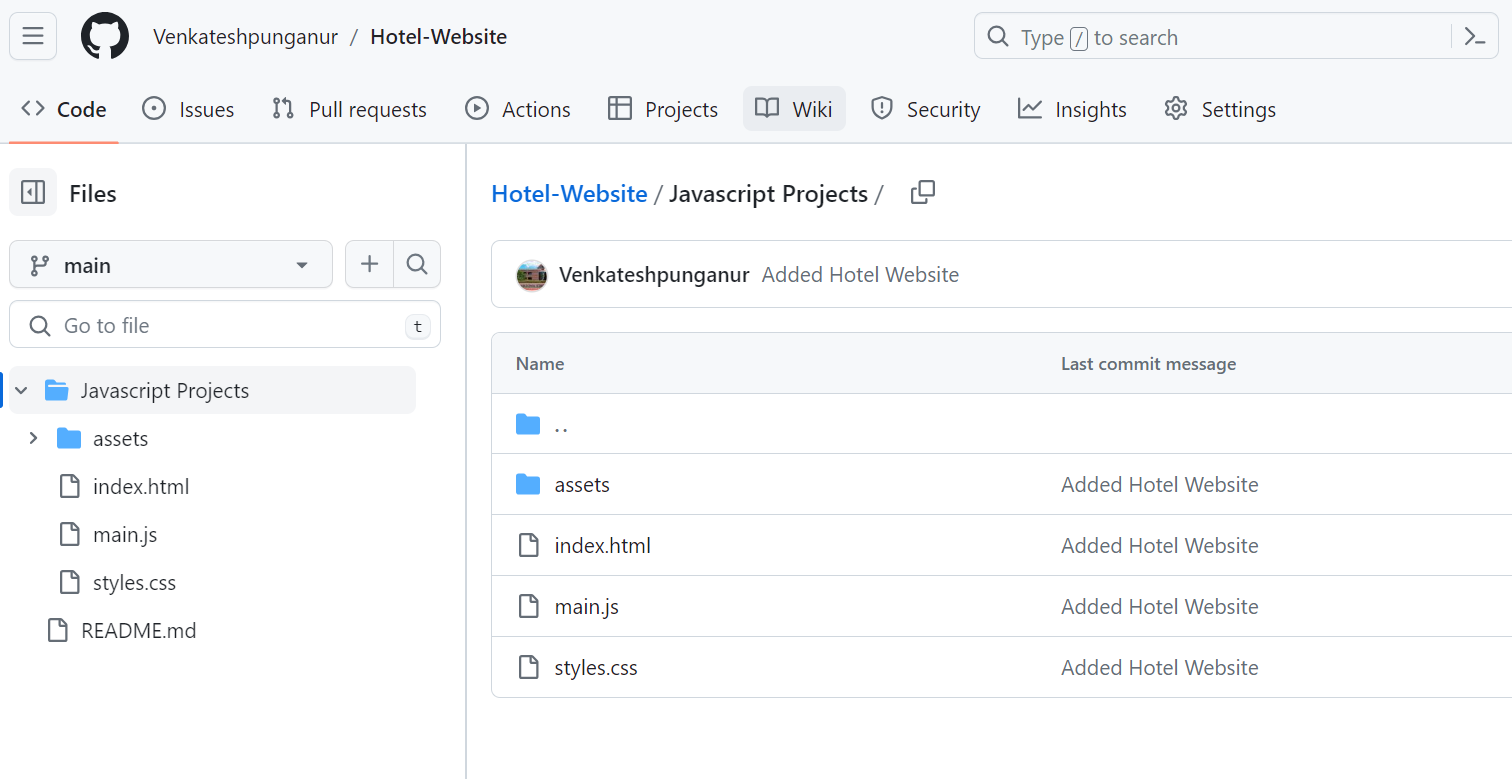 Venkateshpunganur / Hotel-Website
Type / to search
Code Issues Pull requests Actions Projects Wiki Security Insights Settings
Files
main
Go to file t
Javascript Projects
assets
index.html
main.js
styles.css
README.md
Hotel-Website / Javascript Projects /
Venkateshpunganur Added Hotel Website
Name Last commit message
..
assets Added Hotel Website
index.html Added Hotel Website
main.js Added Hotel Website
styles.css Added Hotel Website